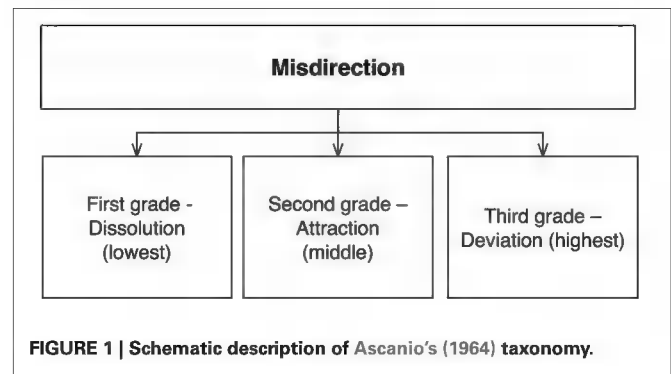 Misdirection
First grade -
Dissolution
(lowest)
Second grade –
Attraction
(middle)
Third grade –
Deviation (highest)
FIGURE 1 | Schematic description of Ascanio's (1964) taxonomy.